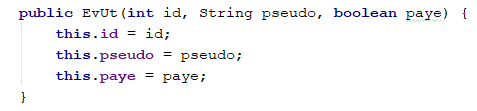 public EvUt(int id, String pseudo, boolean paye) {
    this.id = id;
    this.pseudo = pseudo;
    this.paye = paye;
}